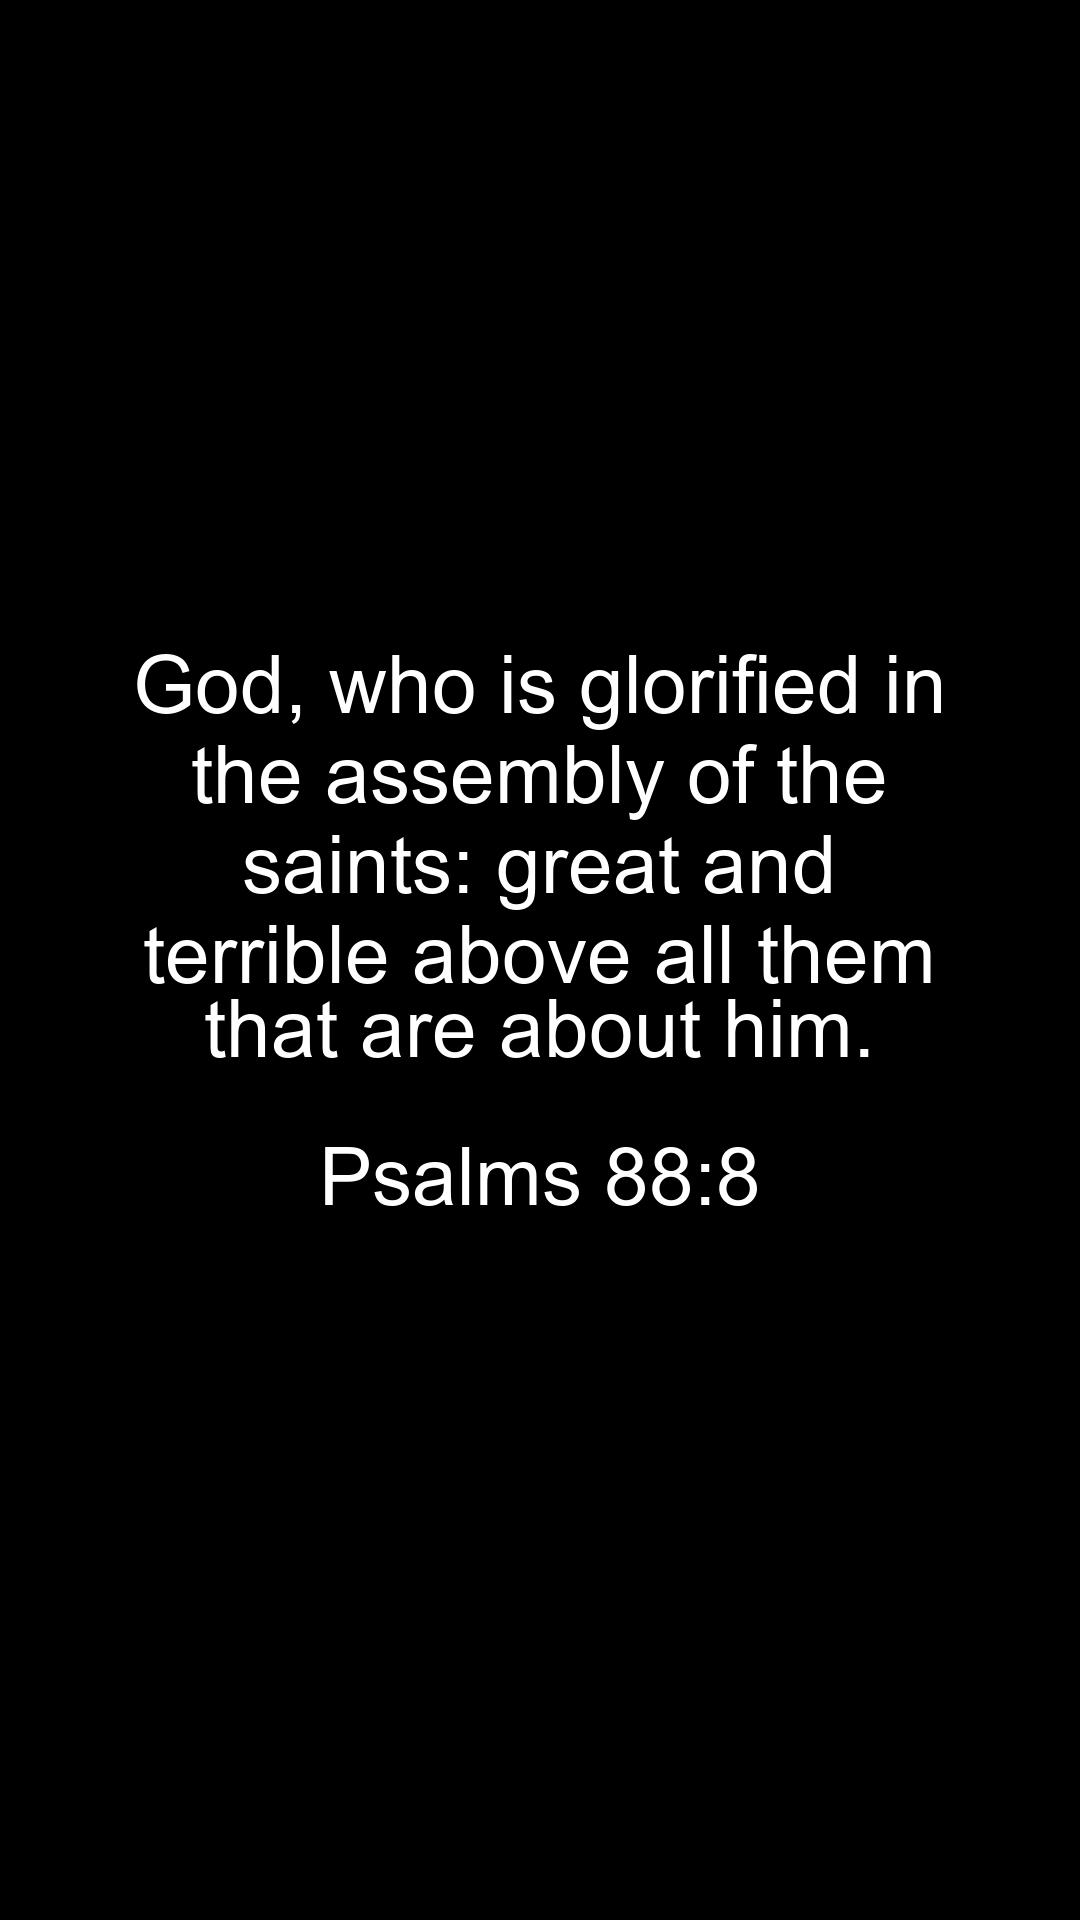 God, who is glorified in
the assembly of the
saints: great and
terrible above all them
that are about him.
Psalms 88:8